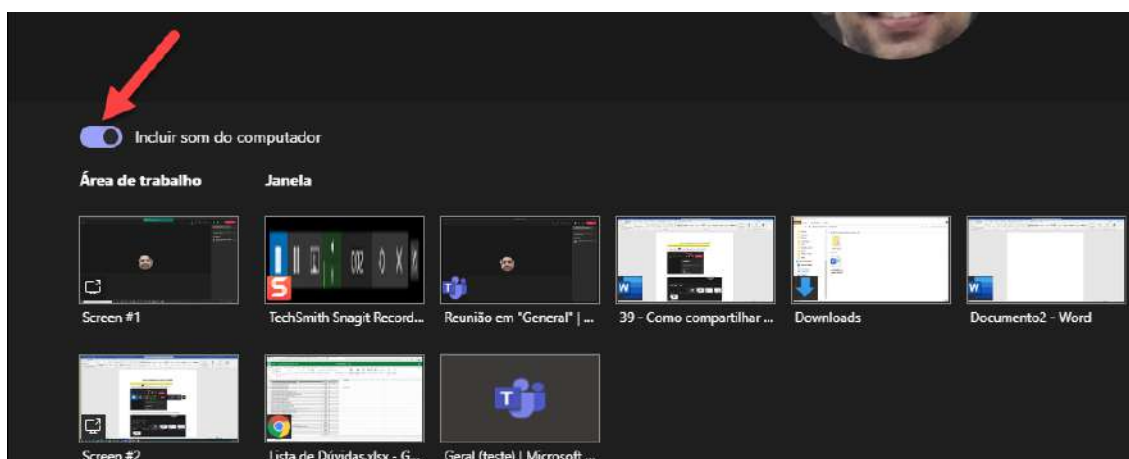 Incluir som do computador
Área de trabalho
Janela
Screen #1
TechSmith Snagit Record...
Reunião em "General" | ...
39 - Como compartilhar ...
Downloads
Documento2 - Word
Screen #2
Lista de Dúvidas.xlsx - G...
Geral (teste) | Microsoft ...